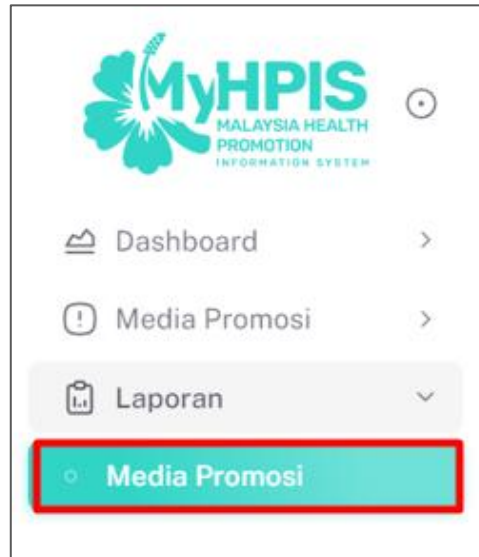 MyHPIS
MALAYSIA HEALTH
PROMOTION
INFORMATION SYSTEM
Dashboard
Media Promosi
Laporan
Media Promosi